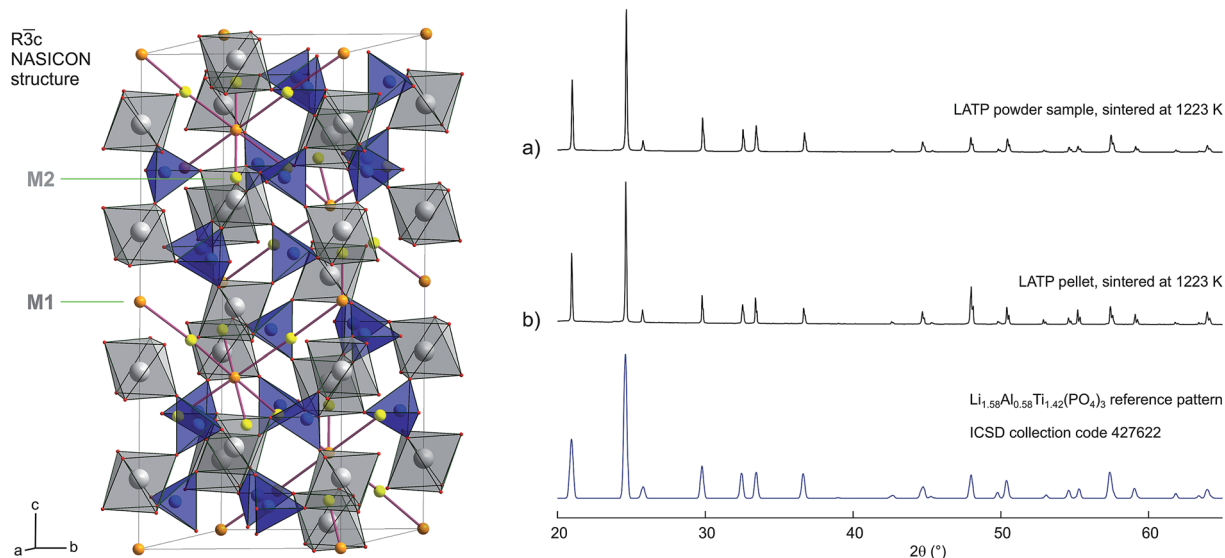 R3̅c
NASICON
structure
M2
M1
c
a
b
a)
LATP powder sample, sintered at 1223 K
b)
LATP pellet, sintered at 1223 K
Li₁.₅₈Al₀.₅₈Ti₁.₄₂(PO₄)₃ reference pattern
ICSD collection code 427622
20 30 40 50 60
2θ (°)